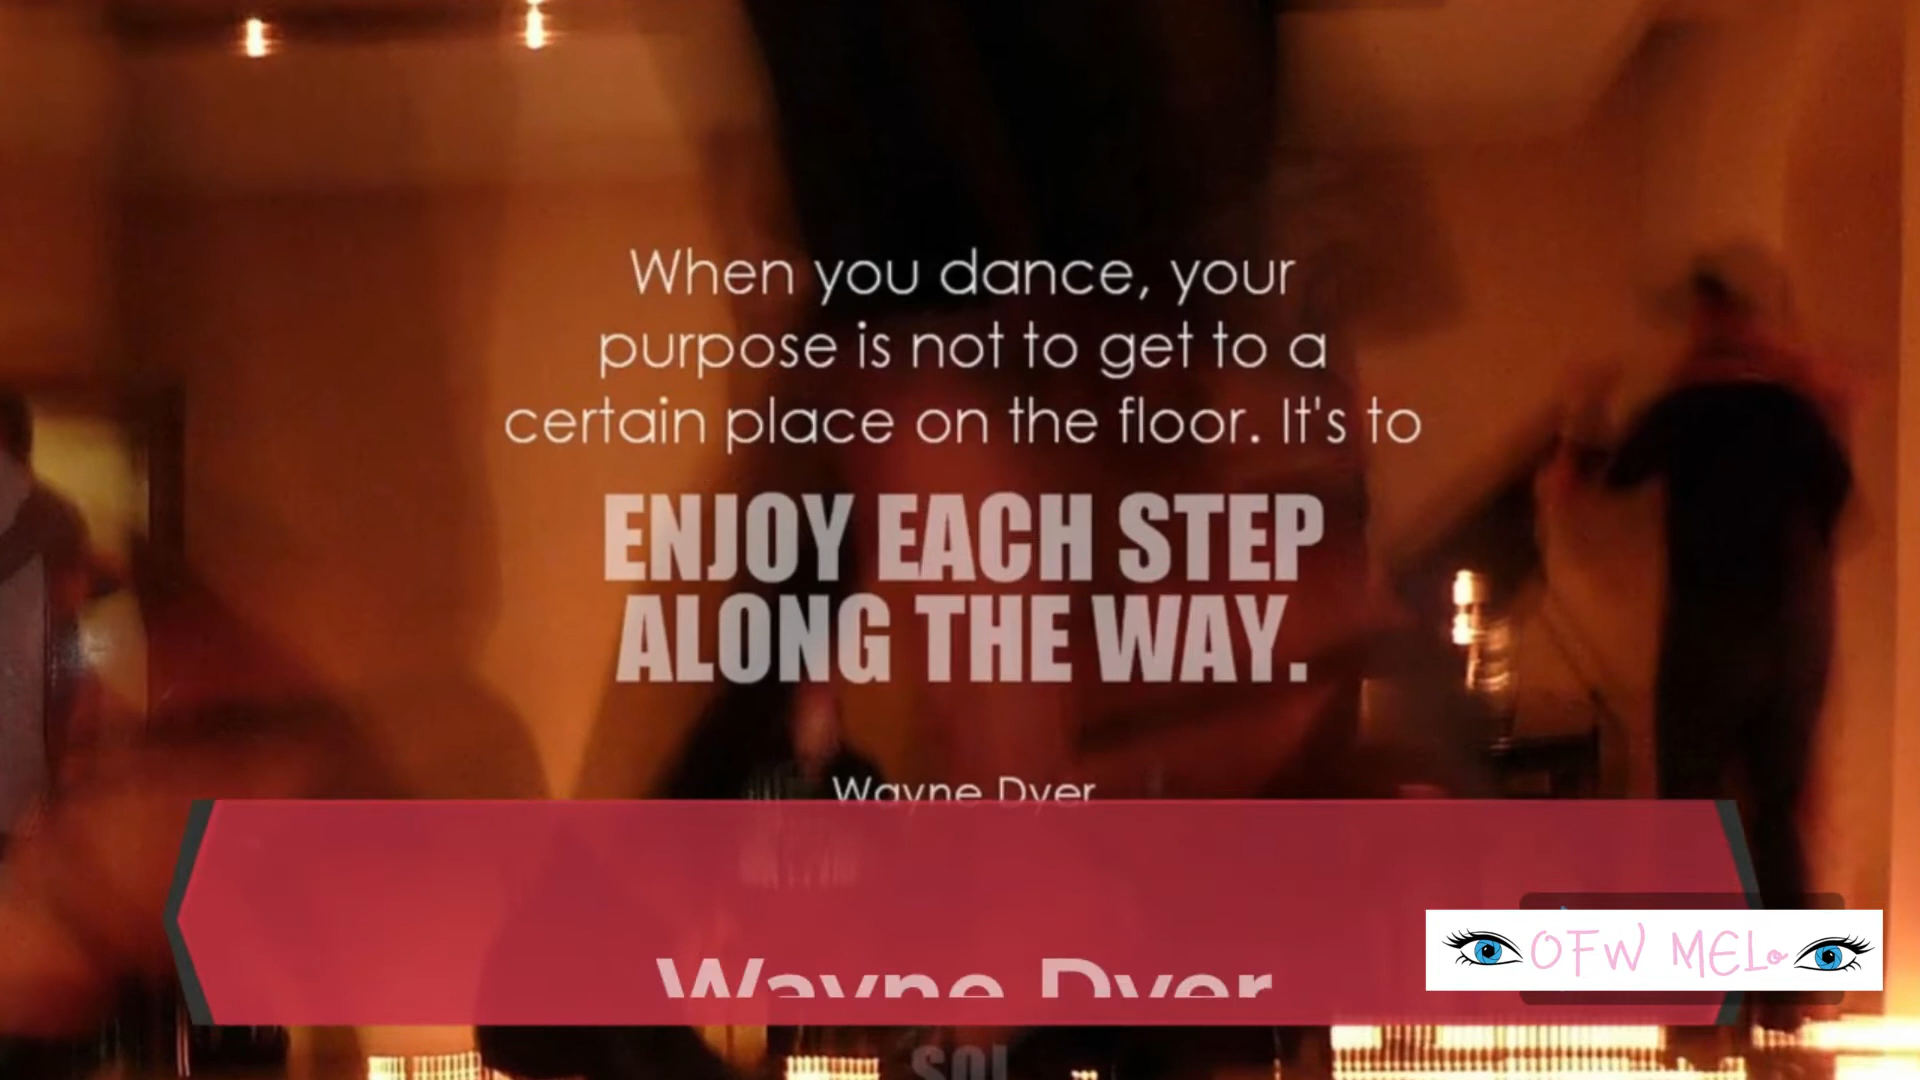 When you dance, your
purpose is not to get to a
certain place on the floor. It's to
ENJOY EACH STEP
ALONG THE WAY.
Wayne Dyer
Wayne Dyer
OFW MELo